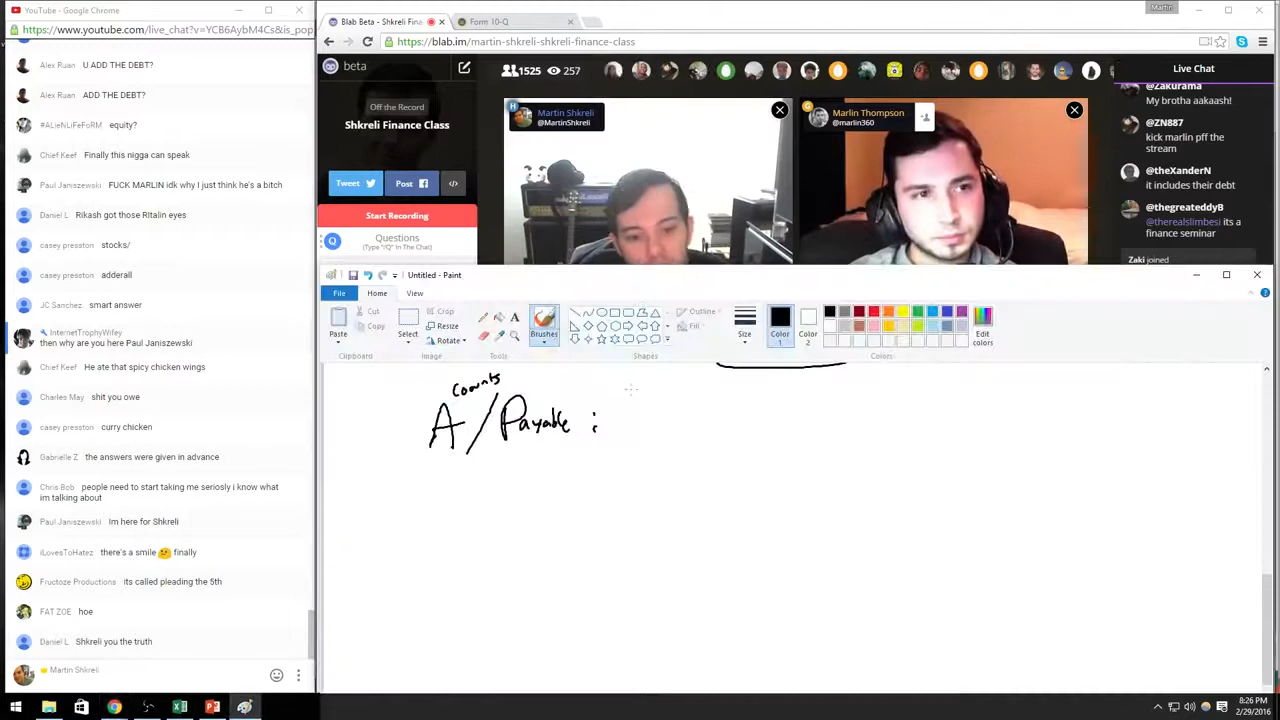 YouTube - Google Chrome
https://www.youtube.com/live_chat?v=YCB6AybM4Cs&is_pop
Alex Ruan U ADD THE DEBT?
Alex Ruan ADD THE DEBT?
#ALieNLiFeFoRM equity?
Chief Keef Finally this nigga can speak
Paul Janiszewski FUCK MARLIN idk why I just think he's a bitch
Daniel L Rikash got those RItalin eyes
casey presston stocks/
casey presston adderall
JC Sanchez smart answer
InternetTrophyWifey
then why are you here Paul Janiszewski
Chief Keef He ate that spicy chicken wings
Charles May shit you owe
casey presston curry chicken
Gabrielle Z the answers were given in advance
Chris Bob people need to start taking me seriosly i know what
im talking about
Paul Janiszewski Im here for Shkreli
iLovesToHatez there's a smile finally
Fructoze Productions its called pleading the 5th
FAT ZOE hoe
Daniel L Shkreli you the truth
Martin Shkreli
Blab Beta - Shkreli Fina
Form 10-Q
Martin
https://blab.im/martin-shkreli-shkreli-finance-class
beta
1525 257
Off the Record
Shkreli Finance Class
Tweet Post </>
Start Recording
Q Questions
(Type "/Q" In The Chat)
H Martin Shkreli
@MartinShkreli
G Marlin Thompson
@marlin360
Live Chat
@Zakurama
My brotha aakaash!
@ZN887
kick marlin pff the
stream
@theXanderN
it includes their debt
@thegreateddyB
@therealslimbesi its a
finance seminar
Zaki joined
Untitled - Paint
File Home View
Paste Cut Copy
Select Crop Resize Rotate
A
Brushes
Outline Fill
Size
Color 1
Color 2
Edit colors
Clipboard Image Tools Shapes Colors
counts
A/Payable :
8:26 PM
2/29/2016